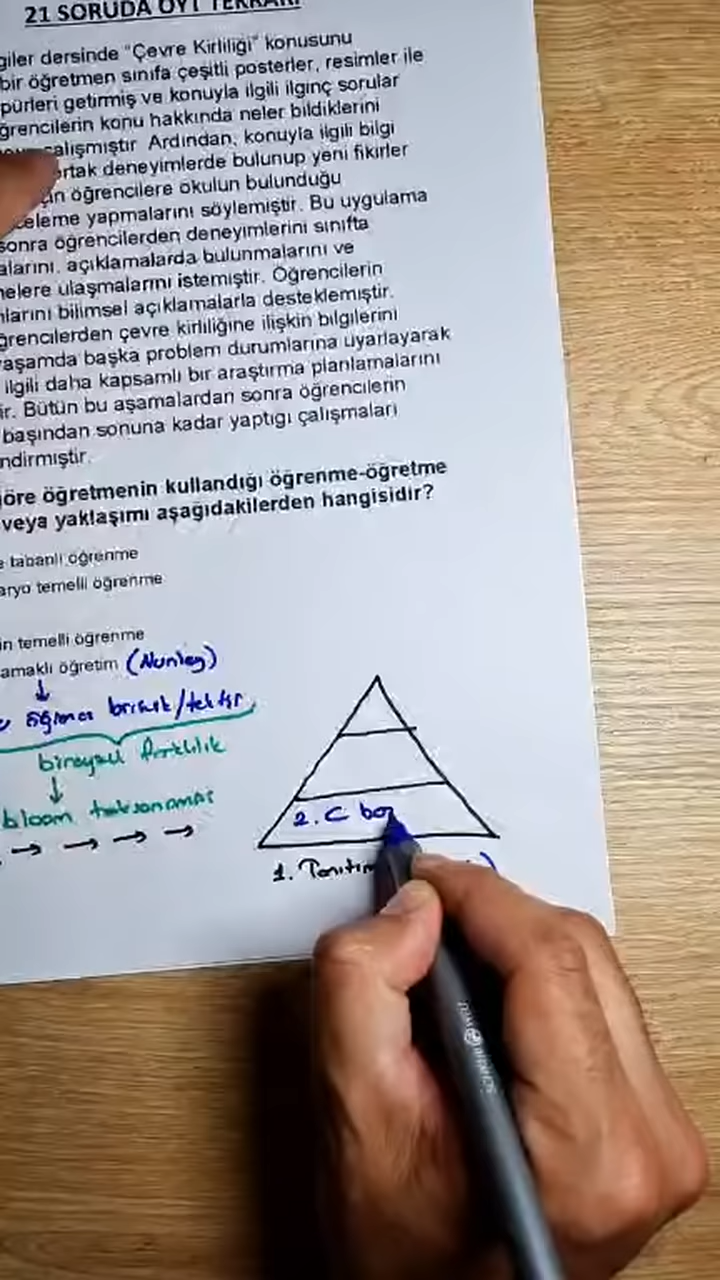 21 SORUDA ÖYT TEKRARI
giler dersinde "Çevre Kirliliği" konusunu
bir öğretmen sınıfa çeşitli posterler, resimler ile
pürleri getirmiş ve konuyla ilgili ilginç sorular
ğrencilerin konu hakkında neler bildiklerini
çalışmıştır. Ardından, konuyla ilgili bilgi
ortak deneyimlerde bulunup yeni fikirler
in öğrencilere okulun bulunduğu
celeme yapmalarını söylemiştir. Bu uygulama
sonra öğrencilerden deneyimlerini sınıfta
alarını, açıklamalarda bulunmalarını ve
nelere ulaşmalarını istemiştir. Öğrencilerin
larını bilimsel açıklamalarla desteklemiştir.
ğrencilerden çevre kirliliğine ilişkin bilgilerini
yaşamda başka problem durumlarına uyarlayarak
ilgili daha kapsamlı bir araştırma planlamalarını
ir. Bütün bu aşamalardan sonra öğrencilerin
başından sonuna kadar yaptığı çalışmaları
ndirmiştir.
öre öğretmenin kullandığı öğrenme-öğretme
veya yaklaşımı aşağıdakilerden hangisidir?
e tabanlı öğrenme
aryo temelli öğrenme
in temelli öğrenme
amaklı öğretim (Nunley)
bireysel farklılık
bloom taksonomisi
2. C bo
1. Tanıtım